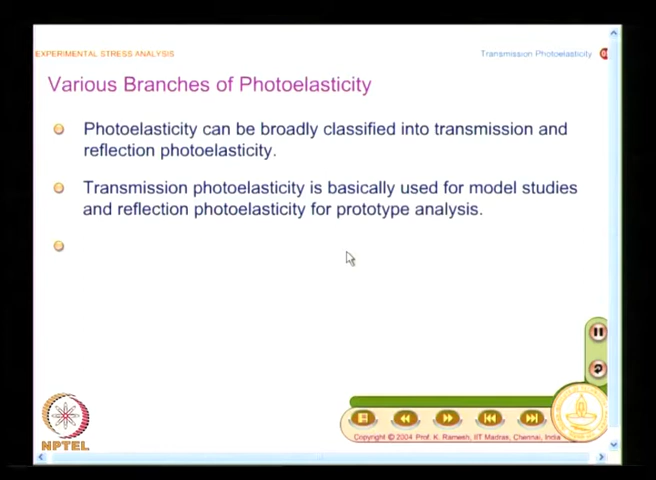 EXPERIMENTAL STRESS ANALYSIS
Transmission Photoelasticity
Various Branches of Photoelasticity
Photoelasticity can be broadly classified into transmission and
reflection photoelasticity.
Transmission photoelasticity is basically used for model studies
and reflection photoelasticity for prototype analysis.
NPTEL
Copyright © 2004 Prof. K. Ramesh, IIT Madras, Chennai, India